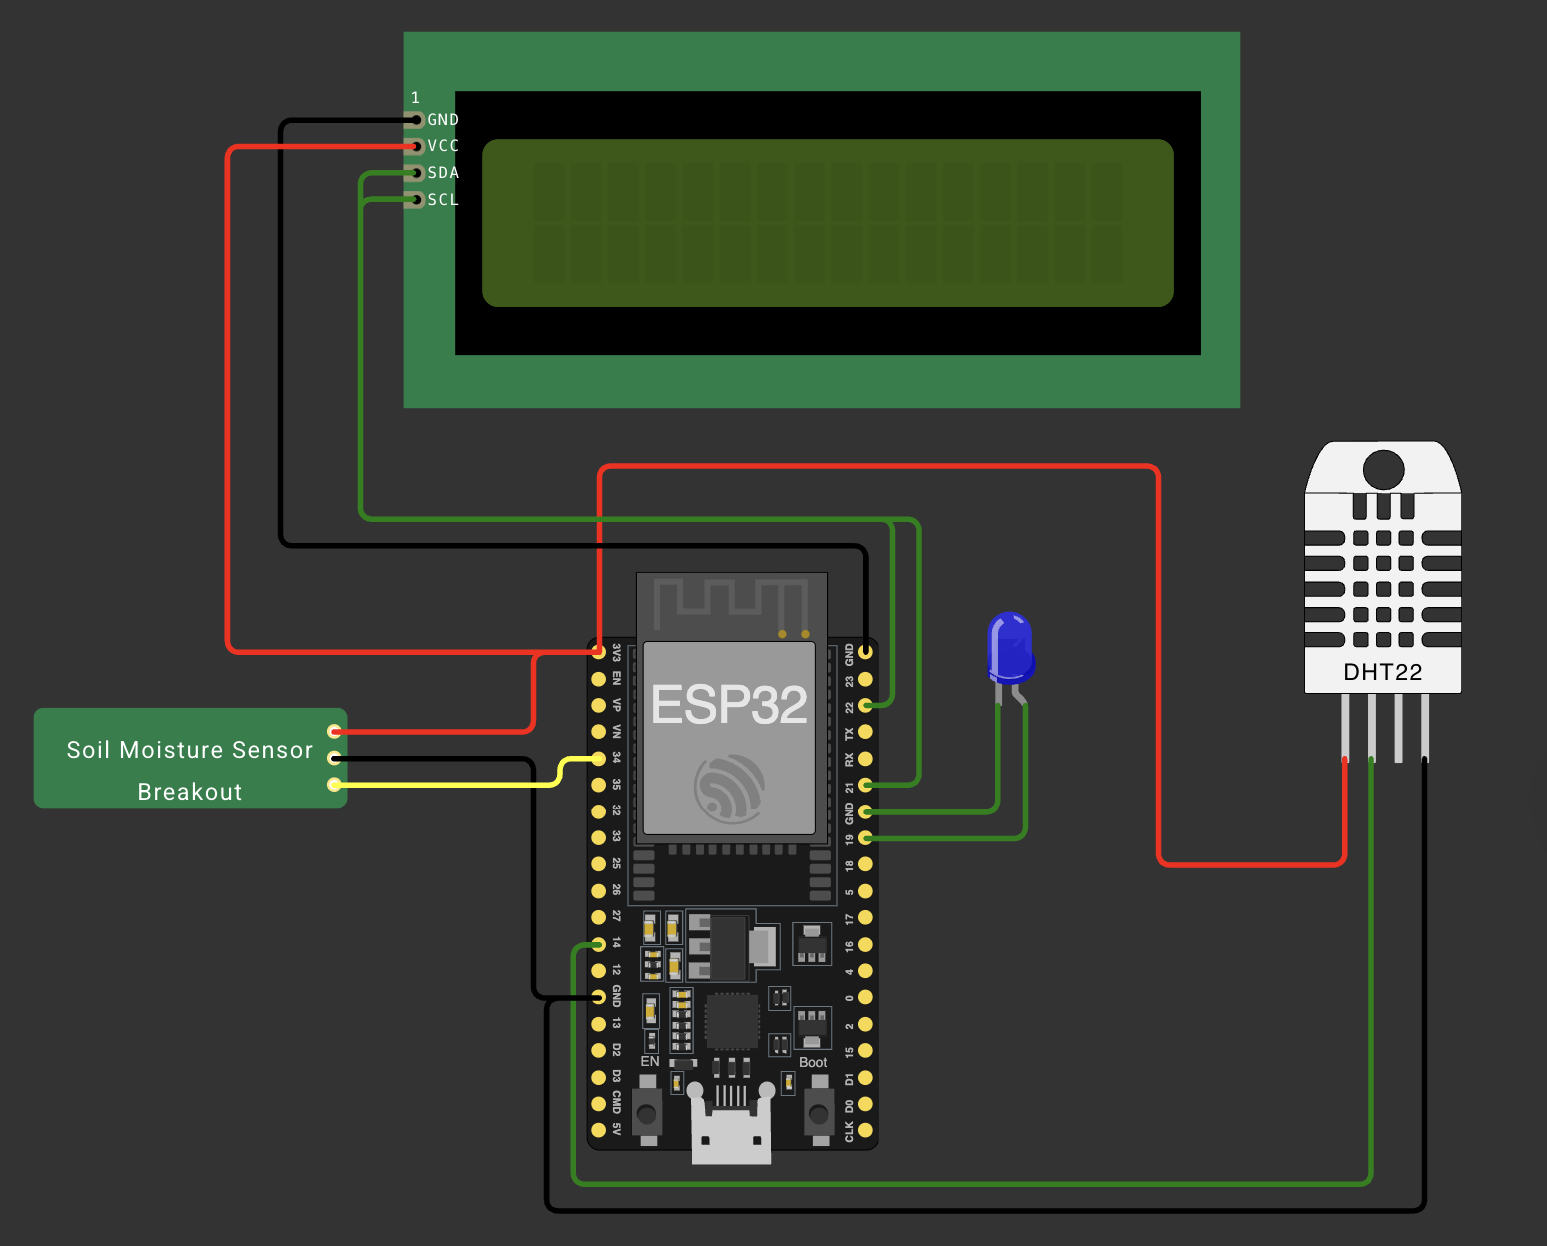 1
GND
VCC
SDA
SCL
DHT22
ESP32
Soil Moisture Sensor
Breakout
3V3
EN
VP
VN
34
35
32
33
25
26
27
14
12
GND
13
D2
D3
CMD
5V
GND
23
22
TX
RX
21
GND
19
18
5
17
16
4
0
2
15
D1
D0
CLK
EN
Boot